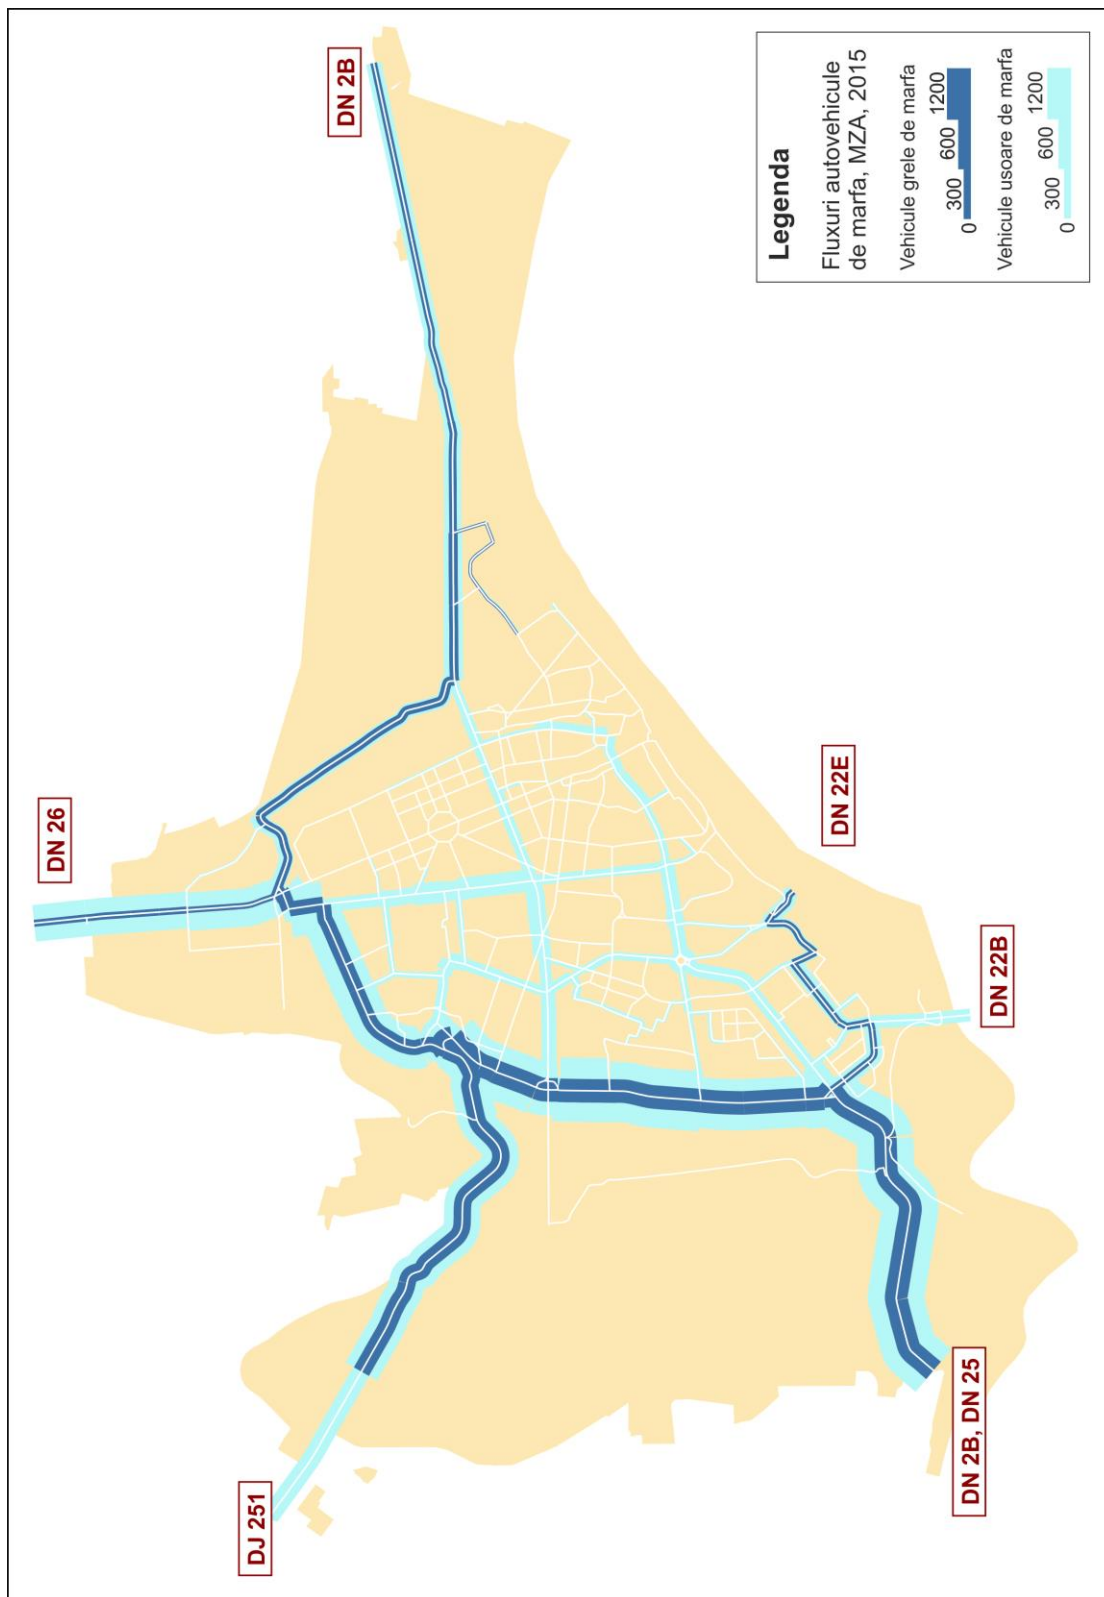 DN 2B
DN 26
DN 22E
DN 22B
DN 2B, DN 25
DJ 251
Legenda
Fluxuri autovehicule
de marfa, MZA, 2015
Vehicule grele de marfa
0 300 600 1200
Vehicule usoare de marfa
0 300 600 1200